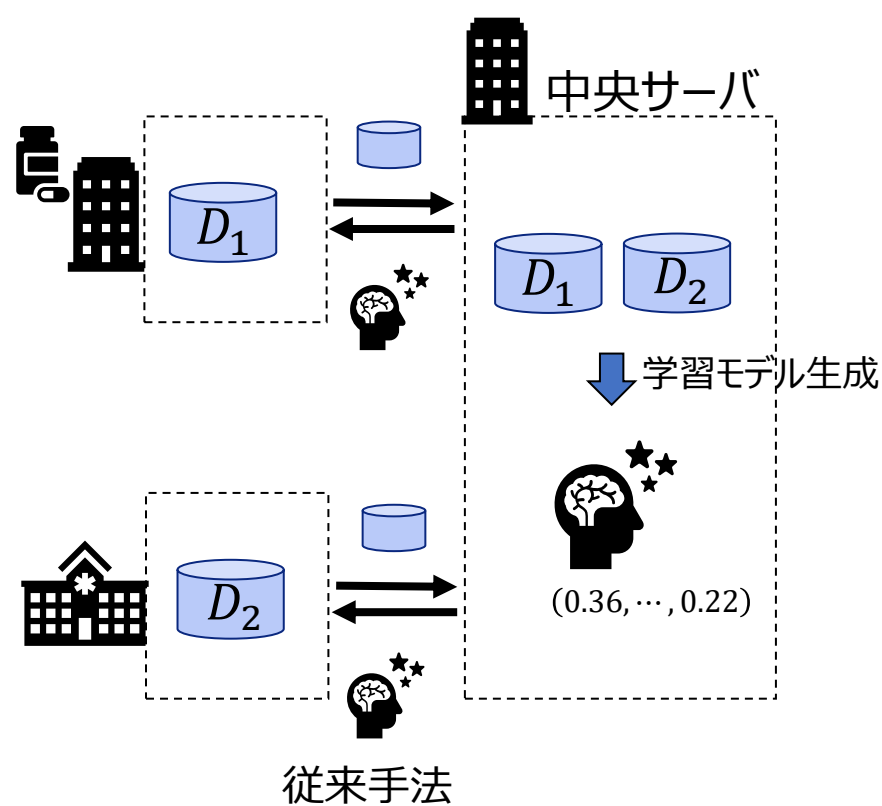 中央サーバ
D₁
D₁ D₂
学習モデル生成
D₂
(0.36, ⋯, 0.22)
従来手法